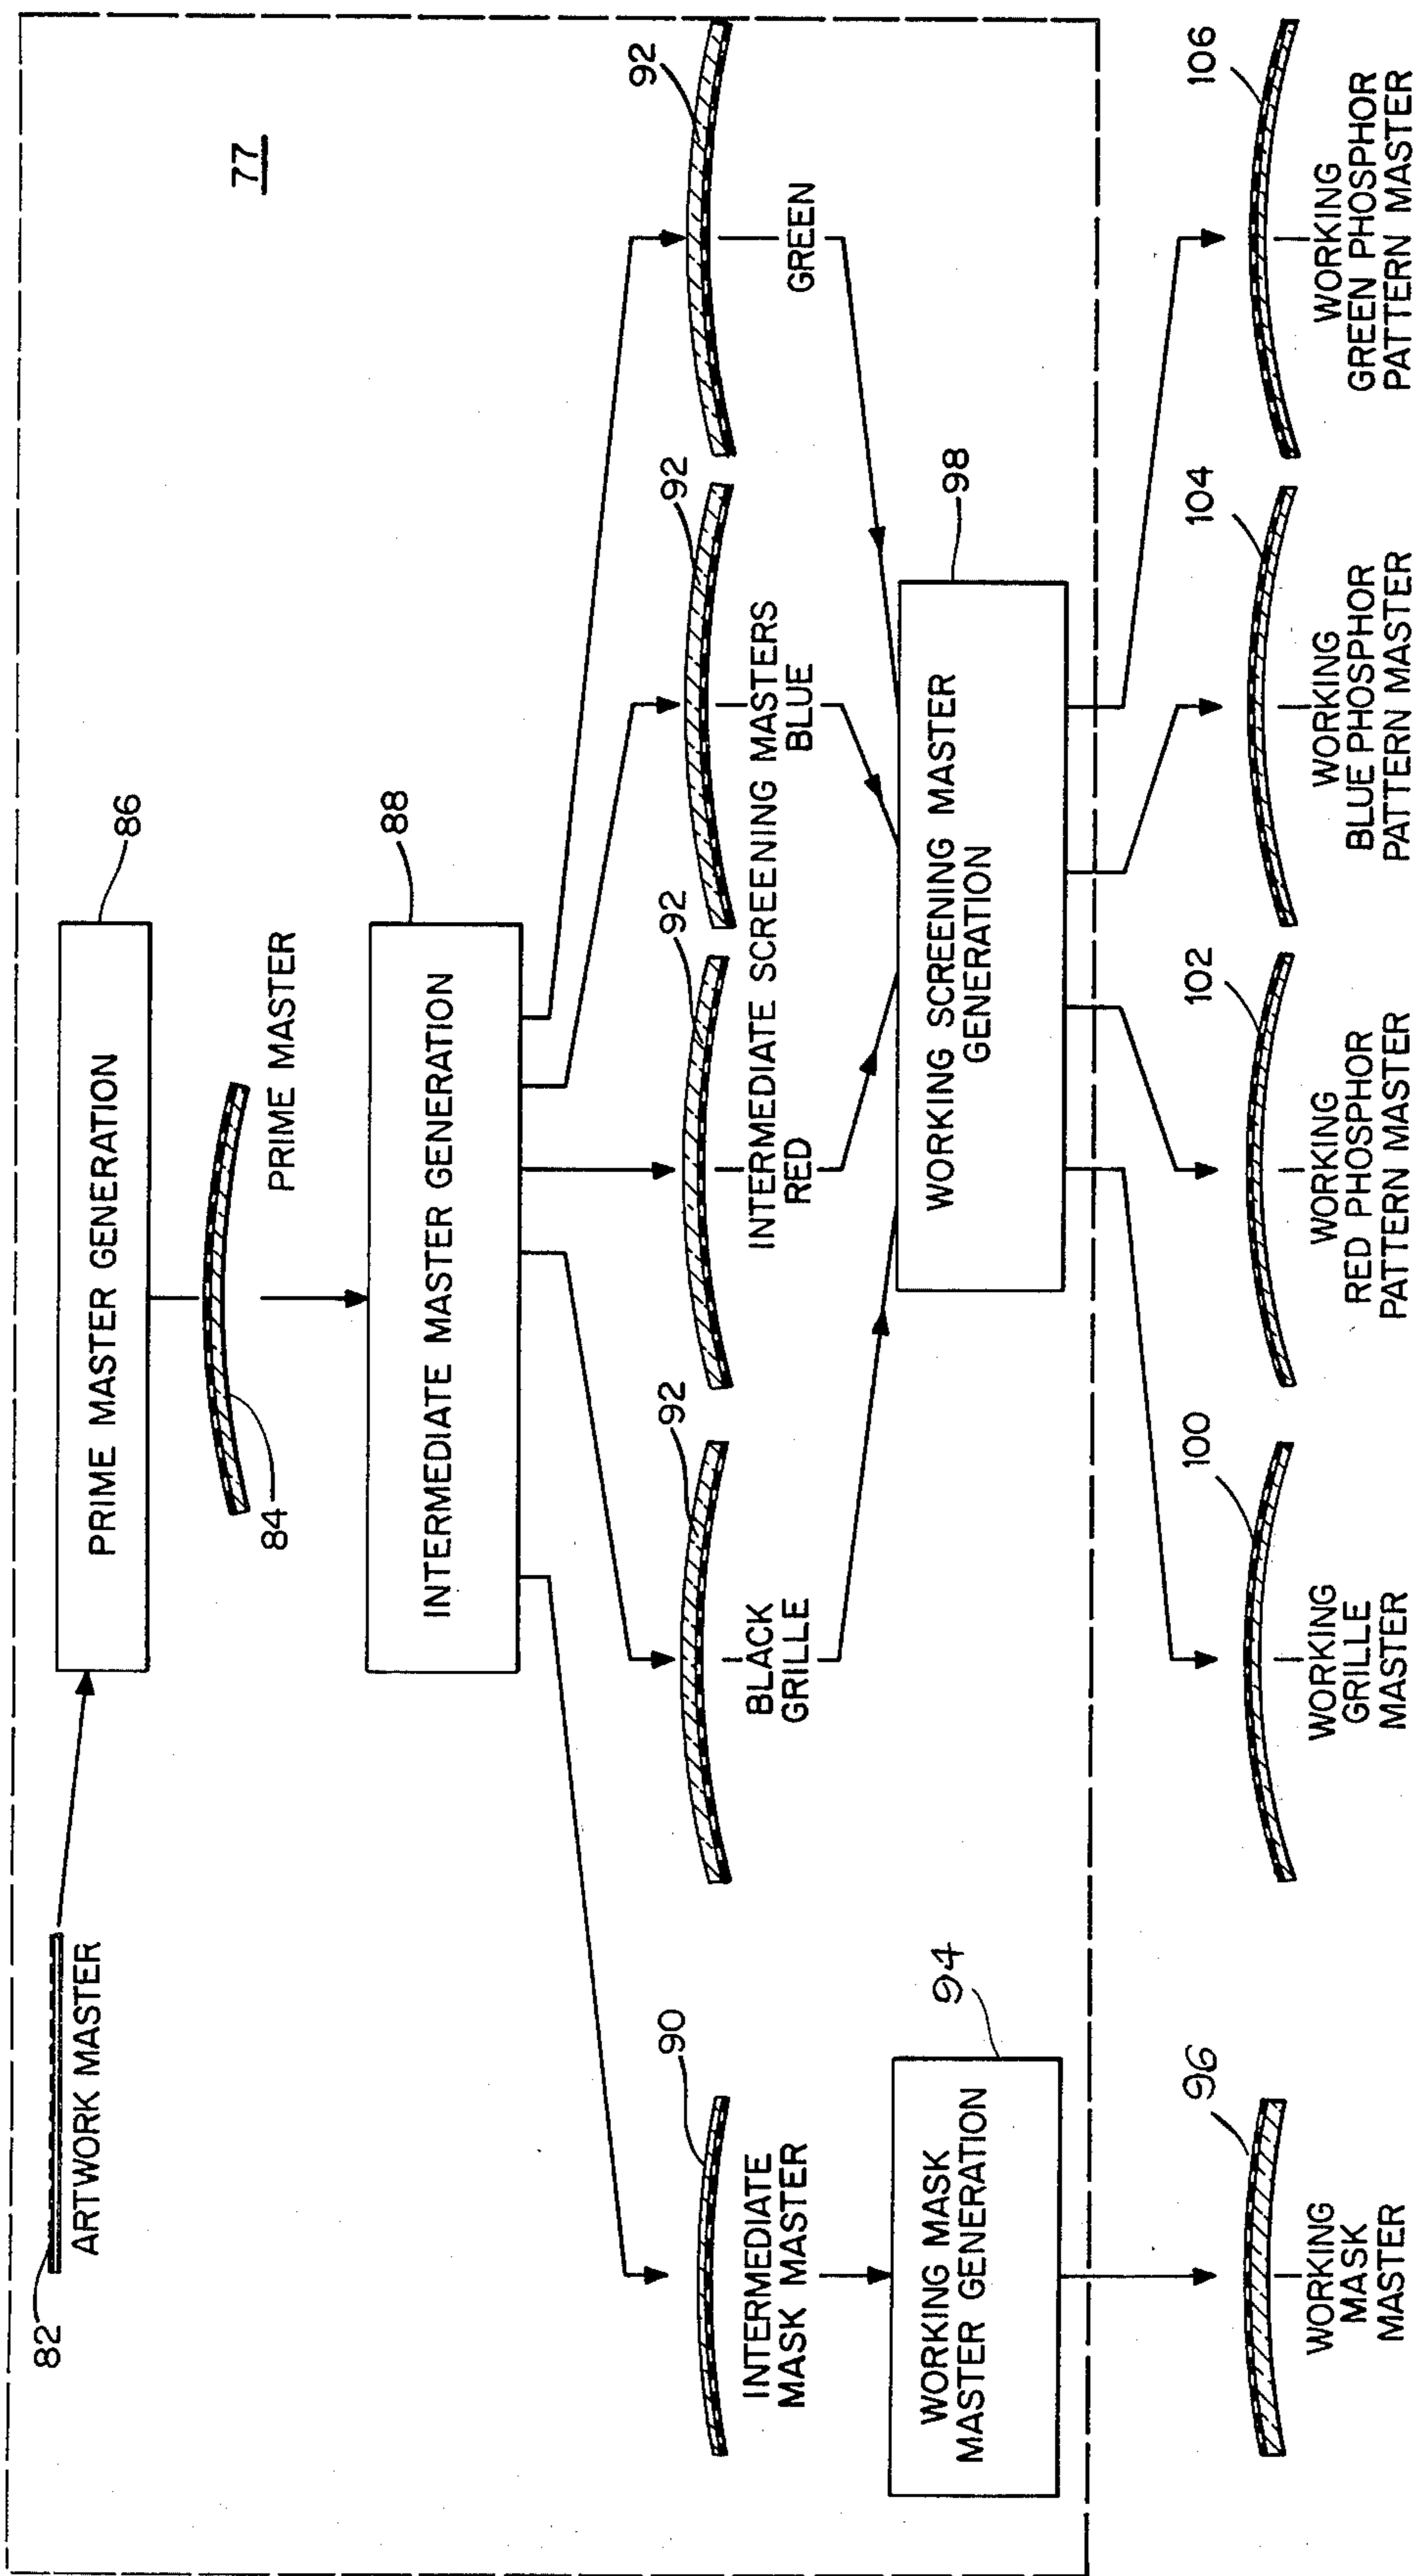 77
82
ARTWORK MASTER
PRIME MASTER GENERATION
86
84
PRIME MASTER
INTERMEDIATE MASTER GENERATION
88
90
92
92
92
92
INTERMEDIATE
MASK MASTER
BLACK
GRILLE
INTERMEDIATE SCREENING MASTERS
RED
BLUE
GREEN
WORKING MASK
MASTER GENERATION
94
WORKING SCREENING MASTER
GENERATION
98
96
100
102
104
106
WORKING
MASK
MASTER
WORKING
GRILLE
MASTER
WORKING
RED PHOSPHOR
PATTERN MASTER
WORKING
BLUE PHOSPHOR
PATTERN MASTER
WORKING
GREEN PHOSPHOR
PATTERN MASTER